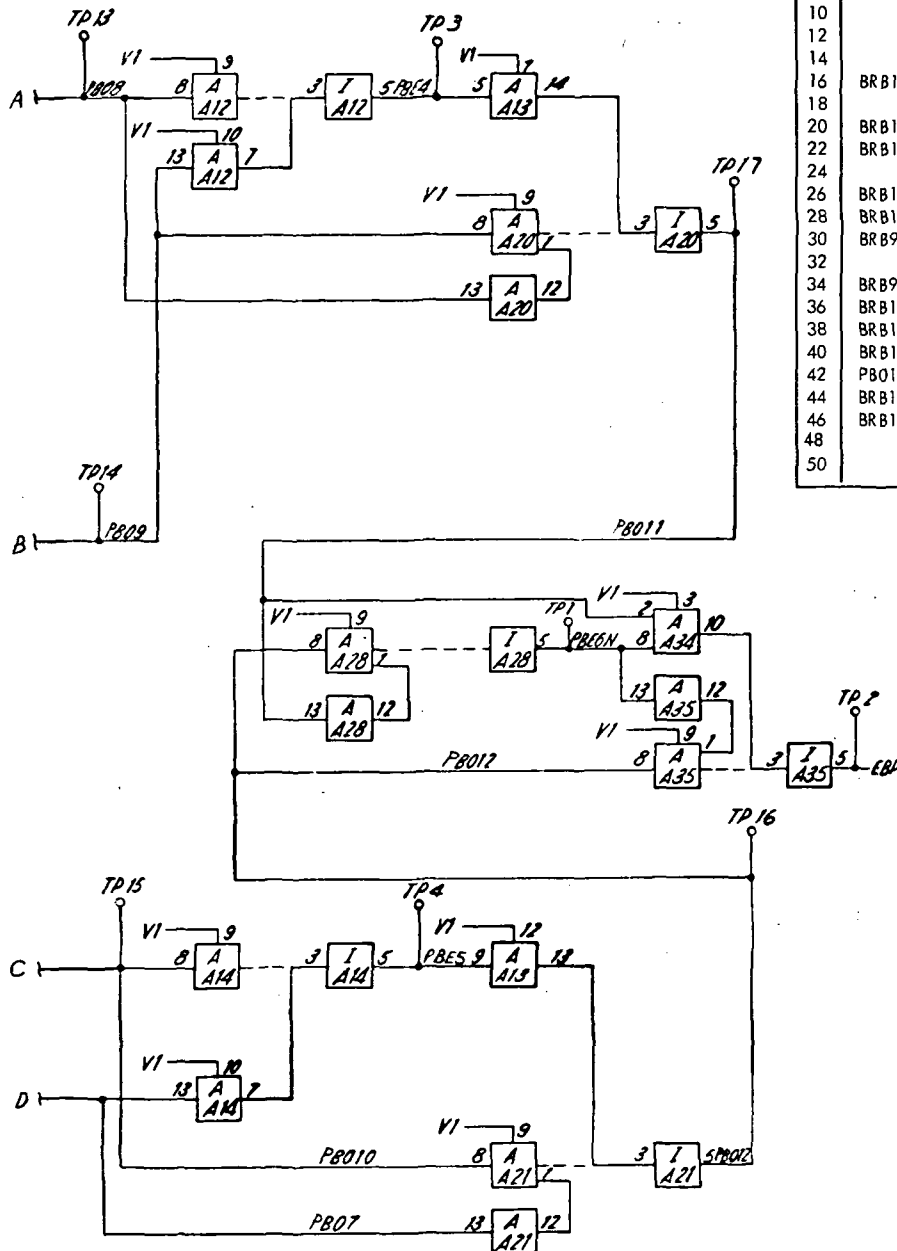 TP13
TP3
V1 9
V1 1
A 1808 8 A A12 3 I A12 5 PBE4 5 A A13 14
V1 10
13 A A12 7
TP17
V1 9
8 A A20 1 3 I A20 5
13 A A20 12
TP14
B PB09
PB011
V1 9
TP1
V1 3
8 A A28 1 I A28 5 PBE6N 2 8 A A34 10
13 A A28 12
13 A A35 12
TP2
V1 9
PB012 8 A A35 1 3 I A35 5
TP16
TP15
TP4
V1 9
V1 12
C 8 A A14 3 I A14 5 PBE5 9 A A13 13
V1 10
D 13 A A14 7
V1 9
PB010 8 A A21 1 3 I A21 5 PB012
PB07 13 A A21 12
10
12
14
16 BRB1
18
20 BRB1
22 BRB1
24
26 BRB1
28 BRB1
30 BRB9
32
34 BRB9
36 BRB1
38 BRB1
40 BRB1
42 PB01
44 BRB1
46 BRB1
48
50